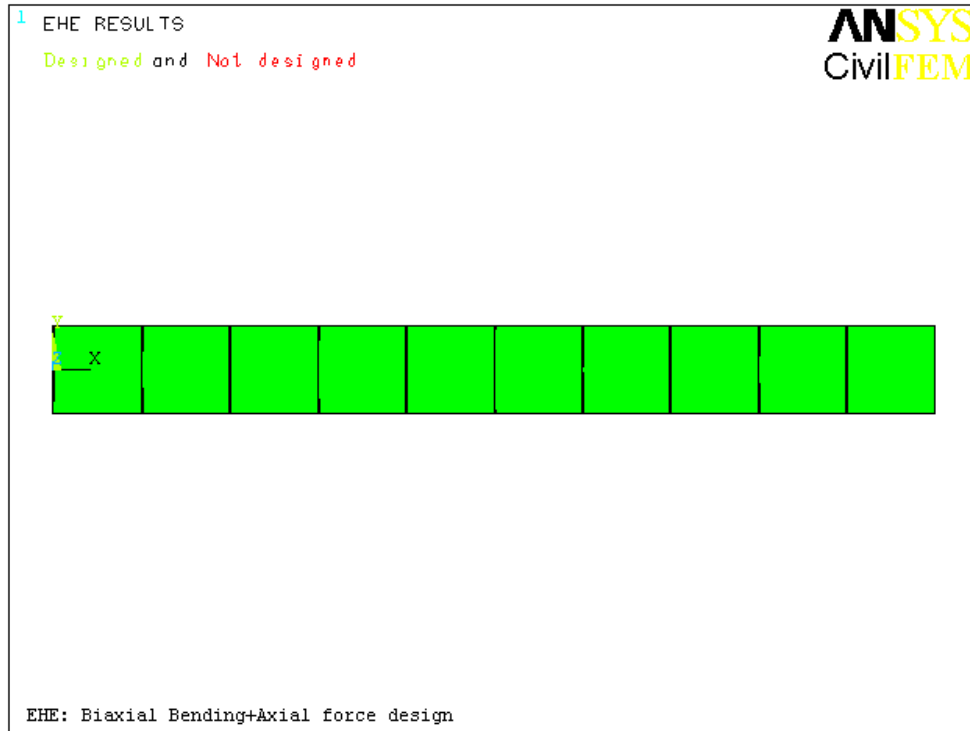 1
EHE RESULTS
Designed and Not designed
ANSYS
CivilFEM
Y
Z
X
EHE: Biaxial Bending+Axial force design